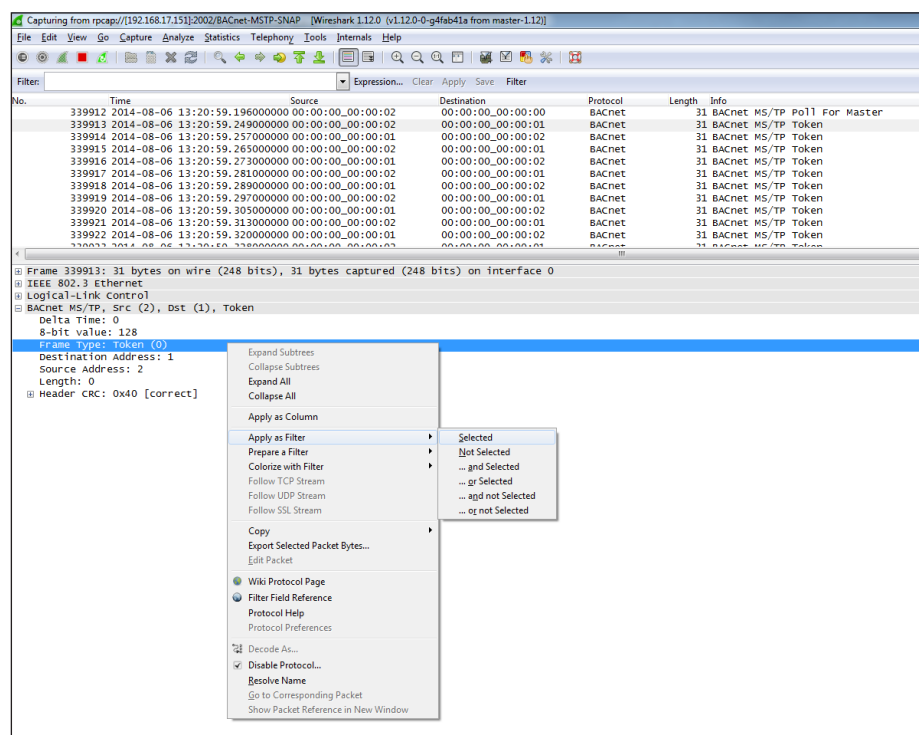 Capturing from rpcap://[192.168.17.151]:2002/BACnet-MSTP-SNAP [Wireshark 1.12.0 (v1.12.0-0-g4fab41a from master-1.12)]
File Edit View Go Capture Analyze Statistics Telephony Tools Internals Help
Filter: Expression... Clear Apply Save Filter
No. Time Source Destination Protocol Length Info
339912 2014-08-06 13:20:59.196000000 00:00:00_00:00:02 00:00:00_00:00:00 BACnet 31 BACnet MS/TP Poll For Master
339913 2014-08-06 13:20:59.249000000 00:00:00_00:00:02 00:00:00_00:00:01 BACnet 31 BACnet MS/TP Token
339914 2014-08-06 13:20:59.257000000 00:00:00_00:00:01 00:00:00_00:00:02 BACnet 31 BACnet MS/TP Token
339915 2014-08-06 13:20:59.265000000 00:00:00_00:00:02 00:00:00_00:00:01 BACnet 31 BACnet MS/TP Token
339916 2014-08-06 13:20:59.273000000 00:00:00_00:00:01 00:00:00_00:00:02 BACnet 31 BACnet MS/TP Token
339917 2014-08-06 13:20:59.281000000 00:00:00_00:00:02 00:00:00_00:00:01 BACnet 31 BACnet MS/TP Token
339918 2014-08-06 13:20:59.289000000 00:00:00_00:00:01 00:00:00_00:00:02 BACnet 31 BACnet MS/TP Token
339919 2014-08-06 13:20:59.297000000 00:00:00_00:00:02 00:00:00_00:00:01 BACnet 31 BACnet MS/TP Token
339920 2014-08-06 13:20:59.305000000 00:00:00_00:00:01 00:00:00_00:00:02 BACnet 31 BACnet MS/TP Token
339921 2014-08-06 13:20:59.313000000 00:00:00_00:00:02 00:00:00_00:00:01 BACnet 31 BACnet MS/TP Token
339922 2014-08-06 13:20:59.320000000 00:00:00_00:00:01 00:00:00_00:00:02 BACnet 31 BACnet MS/TP Token
Frame 339913: 31 bytes on wire (248 bits), 31 bytes captured (248 bits) on interface 0
IEEE 802.3 Ethernet
Logical-Link Control
BACnet MS/TP, Src (2), Dst (1), Token
Delta Time: 0
8-bit value: 128
Frame Type: Token (0)
Destination Address: 1
Source Address: 2
Length: 0
Header CRC: 0x40 [correct]
Expand Subtrees
Collapse Subtrees
Expand All
Collapse All
Apply as Column
Apply as Filter
Prepare a Filter
Colorize with Filter
Follow TCP Stream
Follow UDP Stream
Follow SSL Stream
Copy
Export Selected Packet Bytes...
Edit Packet
Wiki Protocol Page
Filter Field Reference
Protocol Help
Protocol Preferences
Decode As...
Disable Protocol...
Resolve Name
Go to Corresponding Packet
Show Packet Reference in New Window
Selected
Not Selected
... and Selected
... or Selected
... and not Selected
... or not Selected